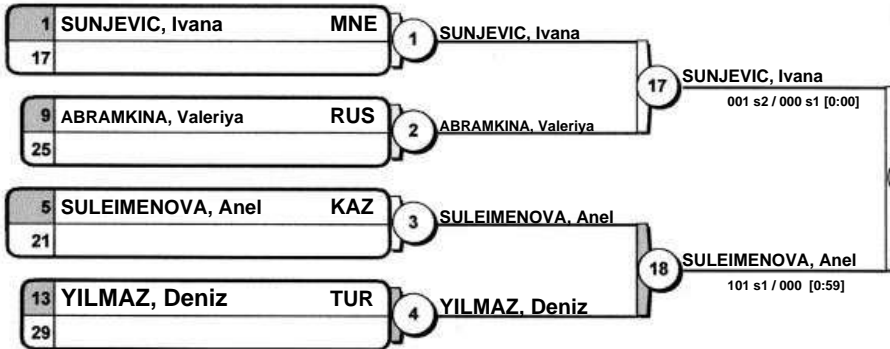 1 SUNJEVIC, Ivana MNE
17
1 SUNJEVIC, Ivana
9 ABRAMKINA, Valeriya RUS
25
2 ABRAMKINA, Valeriya
17 SUNJEVIC, Ivana
001 s2 / 000 s1 [0:00]
5 SULEIMENOVA, Anel KAZ
21
3 SULEIMENOVA, Anel
13 YILMAZ, Deniz TUR
29
4 YILMAZ, Deniz
18 SULEIMENOVA, Anel
101 s1 / 000 [0:59]